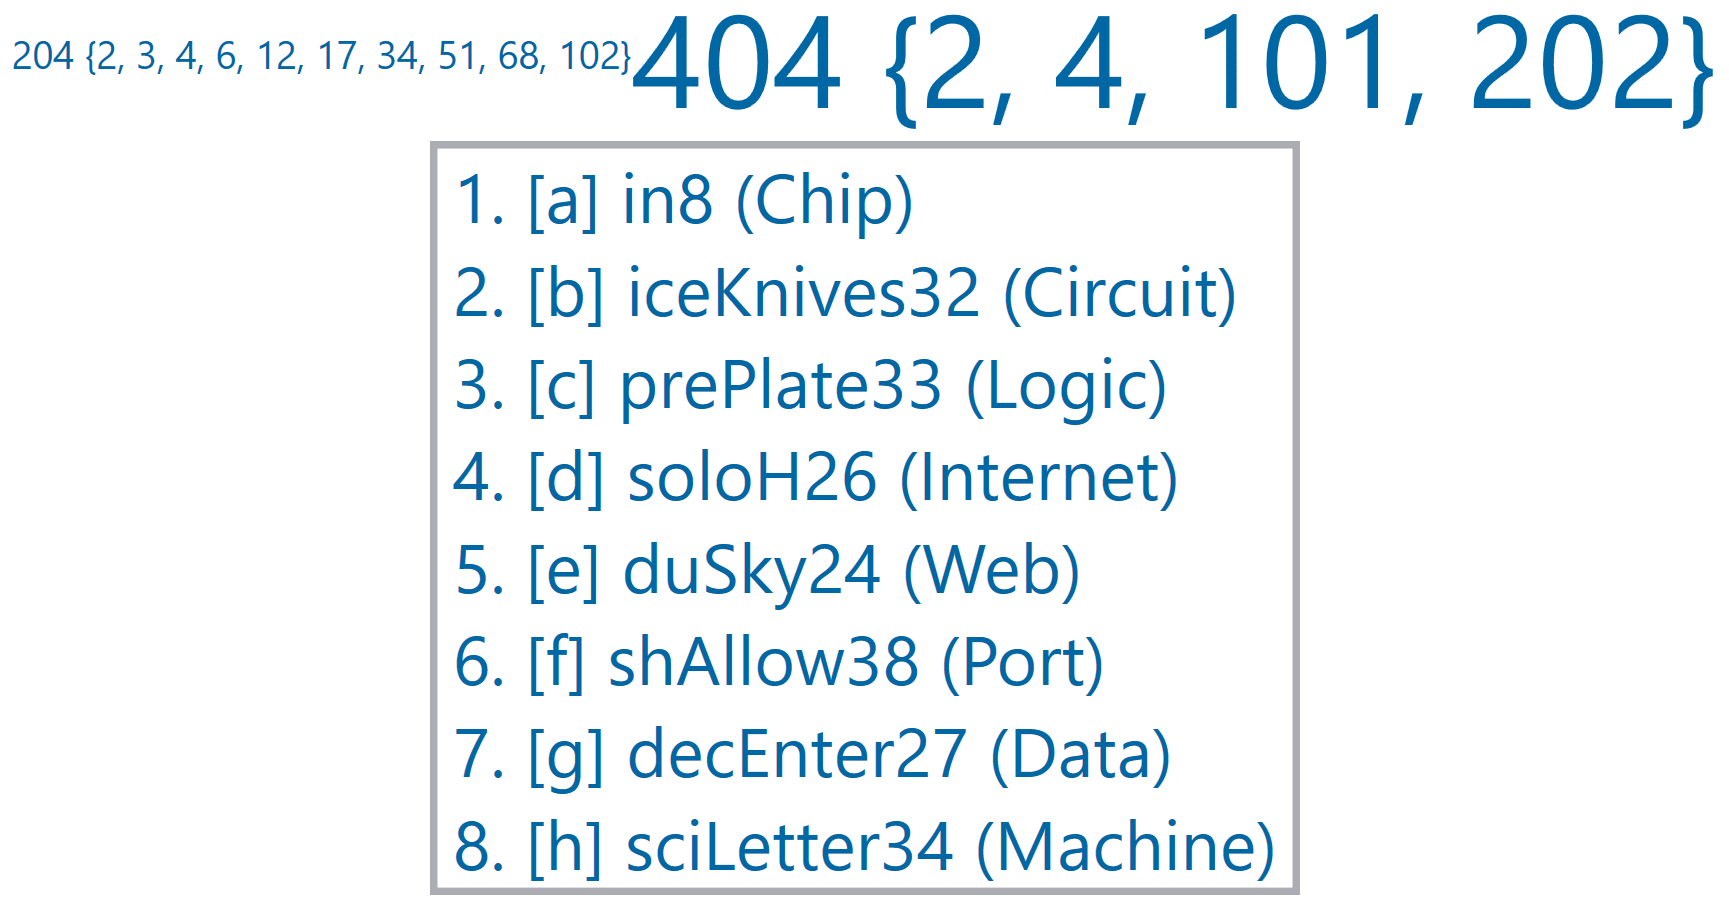 204 {2, 3, 4, 6, 12, 17, 34, 51, 68, 102}404 {2, 4, 101, 202}
1. [a] in8 (Chip)
2. [b] iceKnives32 (Circuit)
3. [c] prePlate33 (Logic)
4. [d] soloH26 (Internet)
5. [e] duSky24 (Web)
6. [f] shAllow38 (Port)
7. [g] decEnter27 (Data)
8. [h] sciLetter34 (Machine)